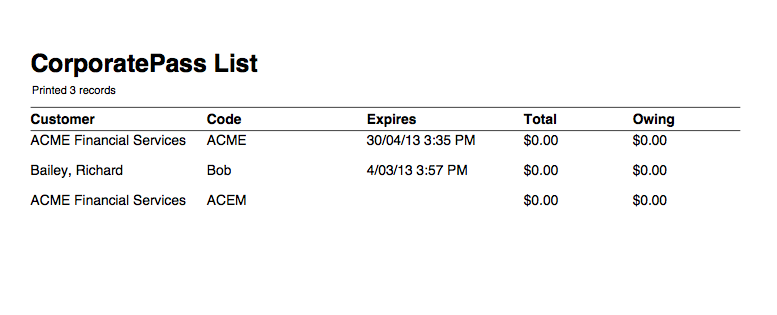 CorporatePass List
Printed 3 records
Customer Code Expires Total Owing
ACME Financial Services ACME 30/04/13 3:35 PM $0.00 $0.00
Bailey, Richard Bob 4/03/13 3:57 PM $0.00 $0.00
ACME Financial Services ACEM $0.00 $0.00